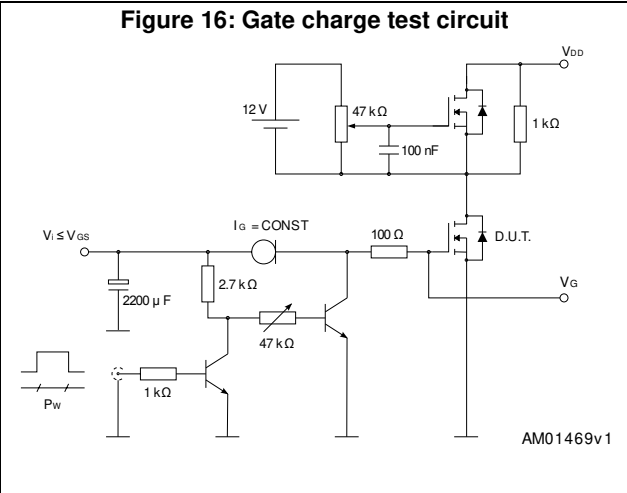 Figure 16: Gate charge test circuit
VDD
12 V
47 kΩ
1 kΩ
100 nF
Vi ≤ VGS
IG = CONST
100 Ω
D.U.T.
2.7 kΩ
2200 µF
VG
47 kΩ
1 kΩ
PW
AM01469v1